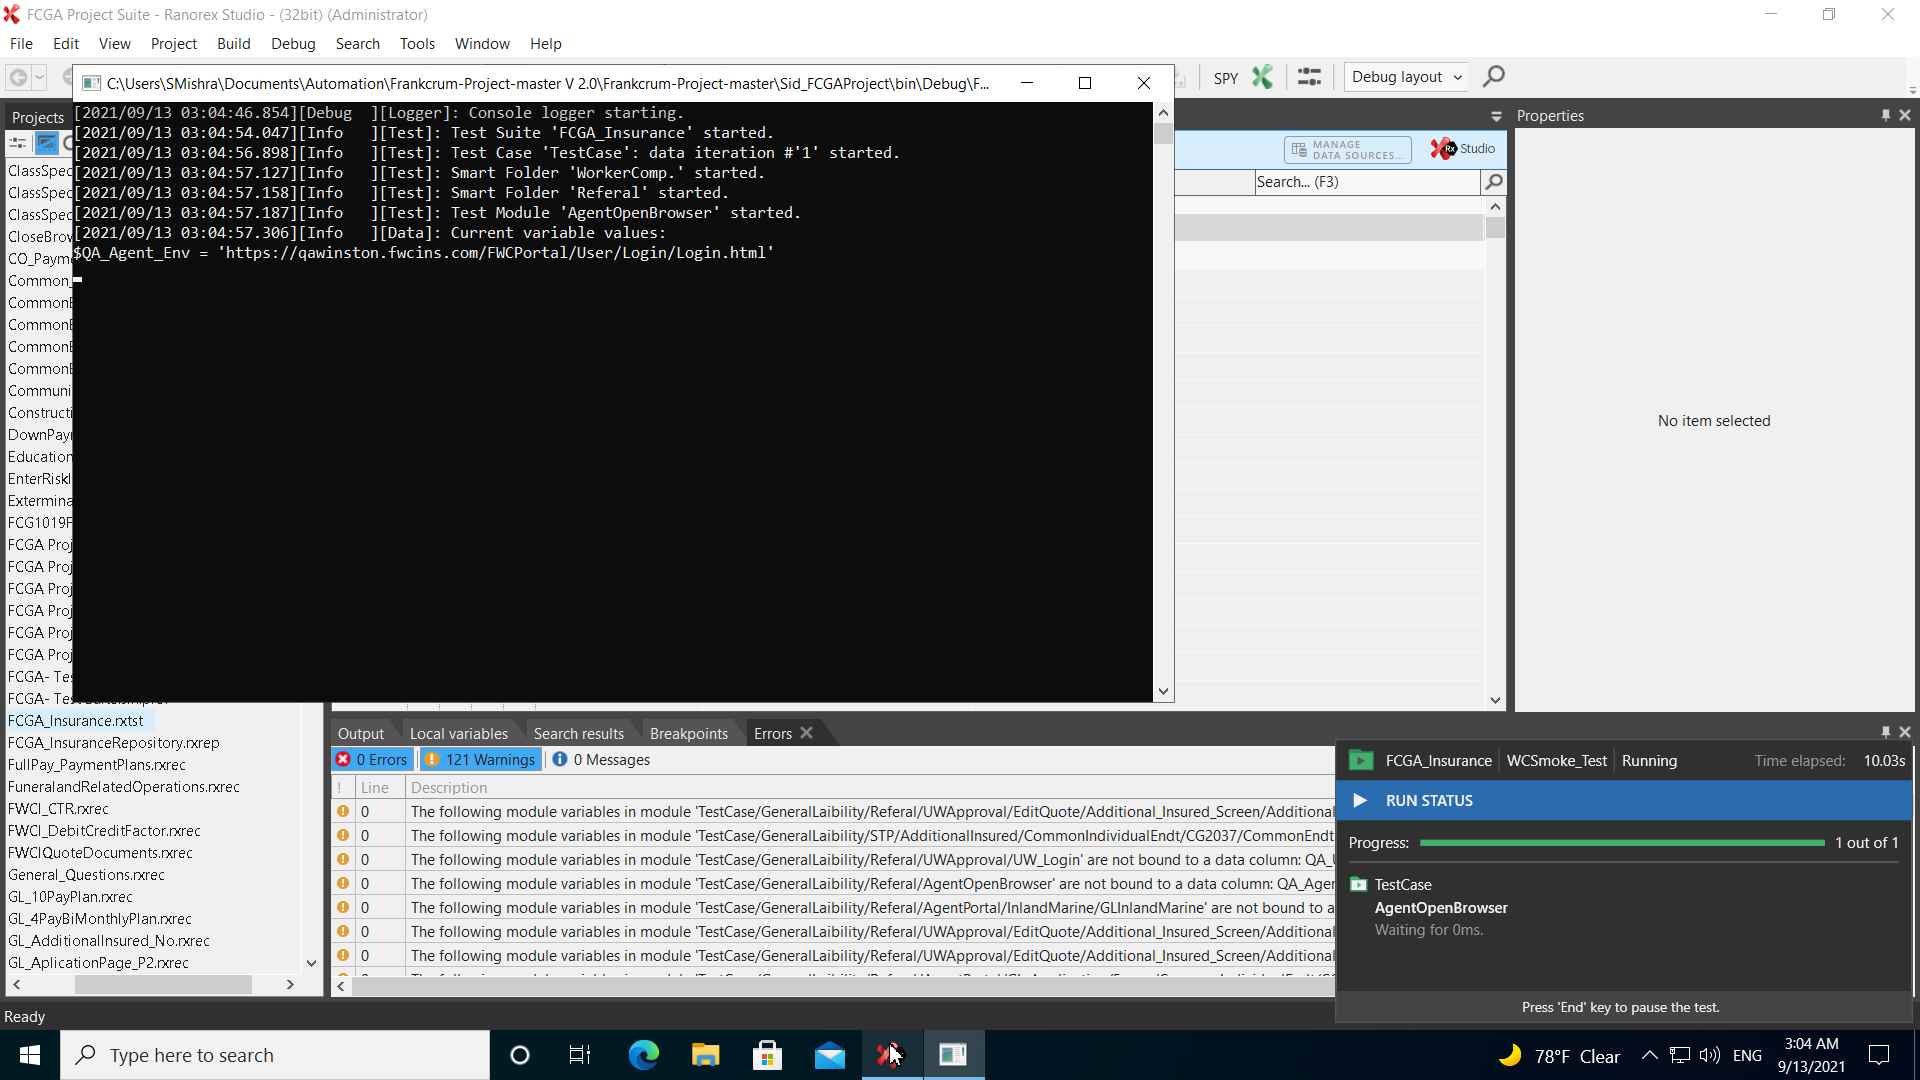 FCGA Project Suite - Ranorex Studio - (32bit) (Administrator)
File Edit View Project Build Debug Search Tools Window Help
C:\Users\SMishra\Documents\Automation\Frankcrum-Project-master V 2.0\Frankcrum-Project-master\Sid_FCGAProject\bin\Debug\F...
SPY
Debug layout
[2021/09/13 03:04:46.854][Debug ][Logger]: Console logger starting.
[2021/09/13 03:04:54.047][Info ][Test]: Test Suite 'FCGA_Insurance' started.
[2021/09/13 03:04:56.898][Info ][Test]: Test Case 'TestCase': data iteration #'1' started.
[2021/09/13 03:04:57.127][Info ][Test]: Smart Folder 'WorkerComp.' started.
[2021/09/13 03:04:57.158][Info ][Test]: Smart Folder 'Referal' started.
[2021/09/13 03:04:57.187][Info ][Test]: Test Module 'AgentOpenBrowser' started.
[2021/09/13 03:04:57.306][Info ][Data]: Current variable values:
$QA_Agent_Env = 'https://qawinston.fwcins.com/FWCPortal/User/Login/Login.html'
Projects
ClassSpec
ClassSpec
ClassSpec
CloseBrov
CO_Paym
Common_
CommonE
CommonE
CommonE
CommonE
Communi
Constructi
DownPayr
Education
EnterRiskI
Extermina
FCG1019F
FCGA Proj
FCGA Proj
FCGA Proj
FCGA Proj
FCGA Proj
FCGA Proj
FCGA- Tes
FCGA_Insurance.rxtst
FCGA_InsuranceRepository.rxrep
FullPay_PaymentPlans.rxrec
FuneralandRelatedOperations.rxrec
FWCI_CTR.rxrec
FWCI_DebitCreditFactor.rxrec
FWCIQuoteDocuments.rxrec
General_Questions.rxrec
GL_10PayPlan.rxrec
GL_4PayBiMonthlyPlan.rxrec
GL_AdditionalInsured_No.rxrec
GL_AplicationPage_P2.rxrec
MANAGE
DATA SOURCES...
Rx Studio
Search... (F3)
Properties
No item selected
Output Local variables Search results Breakpoints Errors
0 Errors 121 Warnings 0 Messages
! Line Description
0 The following module variables in module 'TestCase/GeneralLaibility/Referal/UWApproval/EditQuote/Additional_Insured_Screen/Additional
0 The following module variables in module 'TestCase/GeneralLaibility/STP/AdditionalInsured/CommonIndividualEndt/CG2037/CommonEndt
0 The following module variables in module 'TestCase/GeneralLaibility/Referal/UWApproval/UW_Login' are not bound to a data column: QA_U
0 The following module variables in module 'TestCase/GeneralLaibility/Referal/AgentOpenBrowser' are not bound to a data column: QA_Ager
0 The following module variables in module 'TestCase/GeneralLaibility/Referal/AgentPortal/InlandMarine/GLInlandMarine' are not bound to a
0 The following module variables in module 'TestCase/GeneralLaibility/Referal/UWApproval/EditQuote/Additional_Insured_Screen/Additional
0 The following module variables in module 'TestCase/GeneralLaibility/Referal/UWApproval/EditQuote/Additional_Insured_Screen/Additional
FCGA_Insurance WCSmoke_Test Running Time elapsed: 10.03s
RUN STATUS
Progress: 1 out of 1
TestCase
AgentOpenBrowser
Waiting for 0ms.
Press 'End' key to pause the test.
Ready
Type here to search
78°F Clear
ENG
3:04 AM
9/13/2021